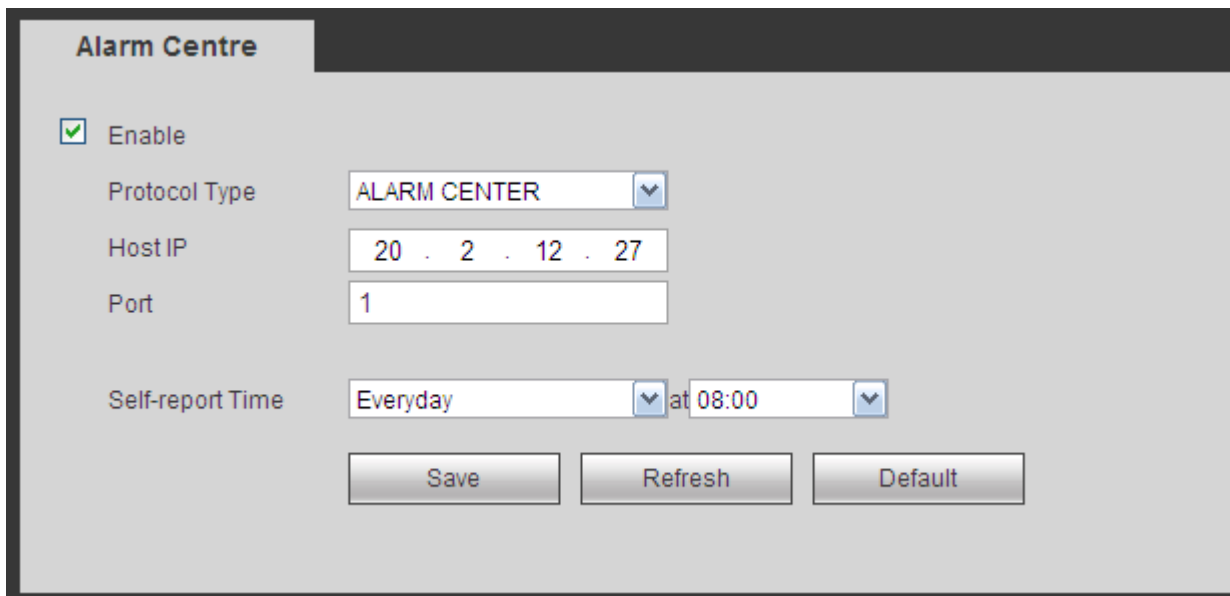 Alarm Centre
Enable
Protocol Type ALARM CENTER
Host IP 20 . 2 . 12 . 27
Port 1
Self-report Time Everyday at 08:00
Save Refresh Default